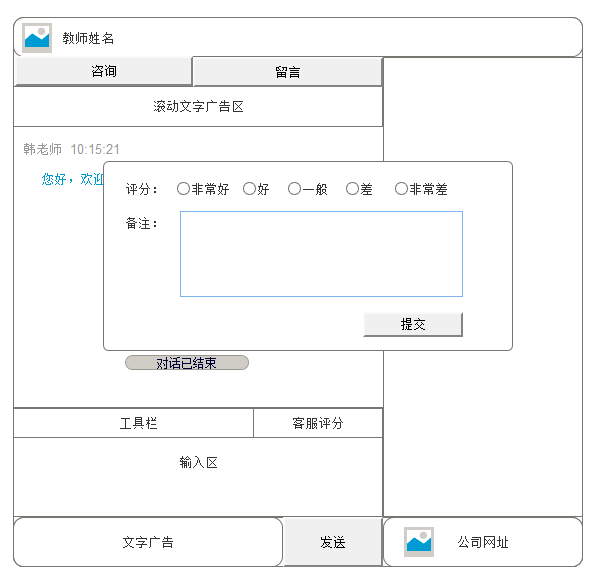 教师姓名
咨询 留言
滚动文字广告区
韩老师 10:15:21
您好，欢迎
评分： 非常好 好 一般 差 非常差
备注：
提交
对话已结束
工具栏 客服评分
输入区
文字广告 发送 公司网址